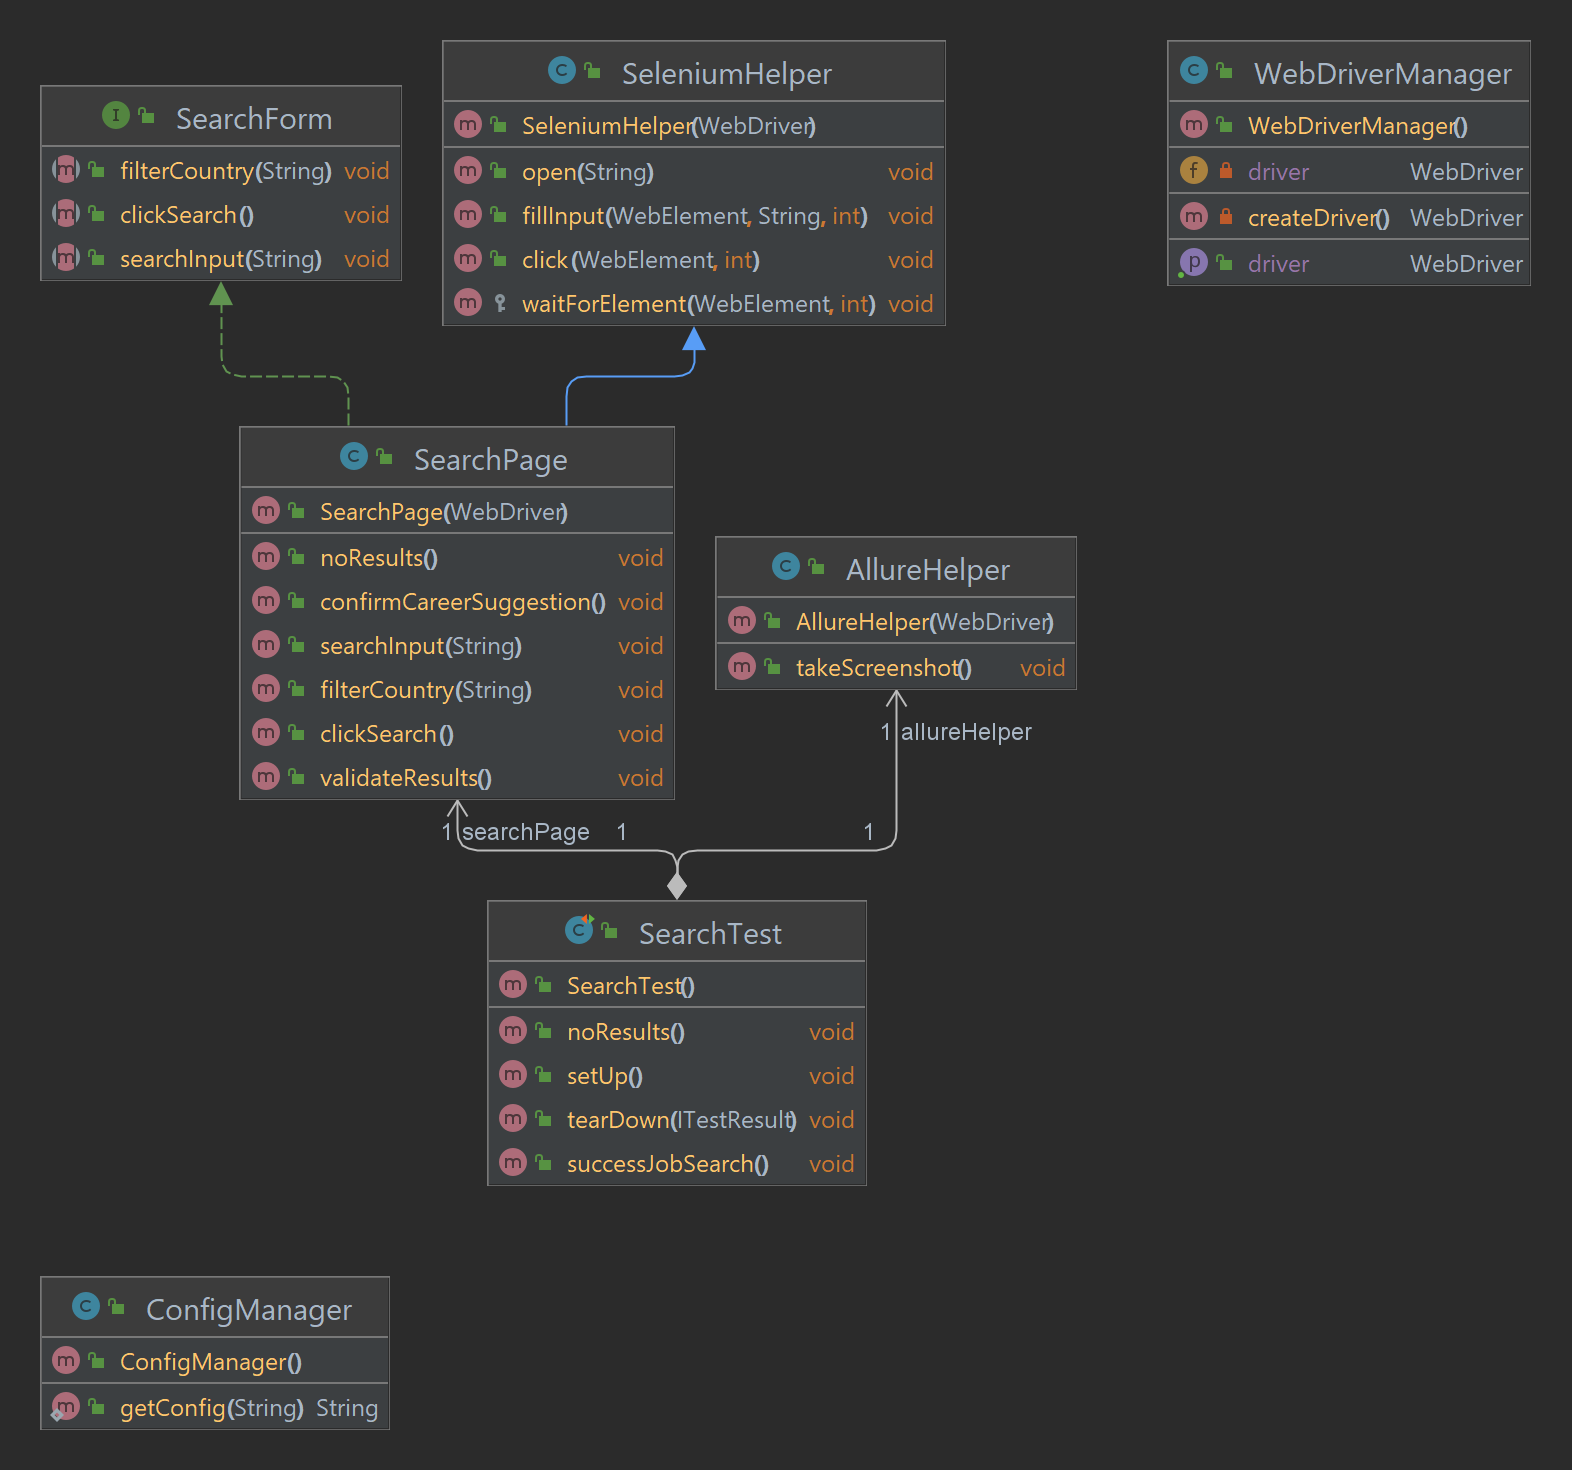 SearchForm
filterCountry(String) void
clickSearch() void
searchInput(String) void
SeleniumHelper
SeleniumHelper(WebDriver)
open(String) void
fillInput(WebElement, String, int) void
click(WebElement, int) void
waitForElement(WebElement, int) void
WebDriverManager
WebDriverManager()
driver WebDriver
createDriver() WebDriver
driver WebDriver
SearchPage
SearchPage(WebDriver)
noResults() void
confirmCareerSuggestion() void
searchInput(String) void
filterCountry(String) void
clickSearch() void
validateResults() void
AllureHelper
AllureHelper(WebDriver)
takeScreenshot() void
1 allureHelper
1 searchPage 1 1
SearchTest
SearchTest()
noResults() void
setUp() void
tearDown(ITestResult) void
successJobSearch() void
ConfigManager
ConfigManager()
getConfig(String) String